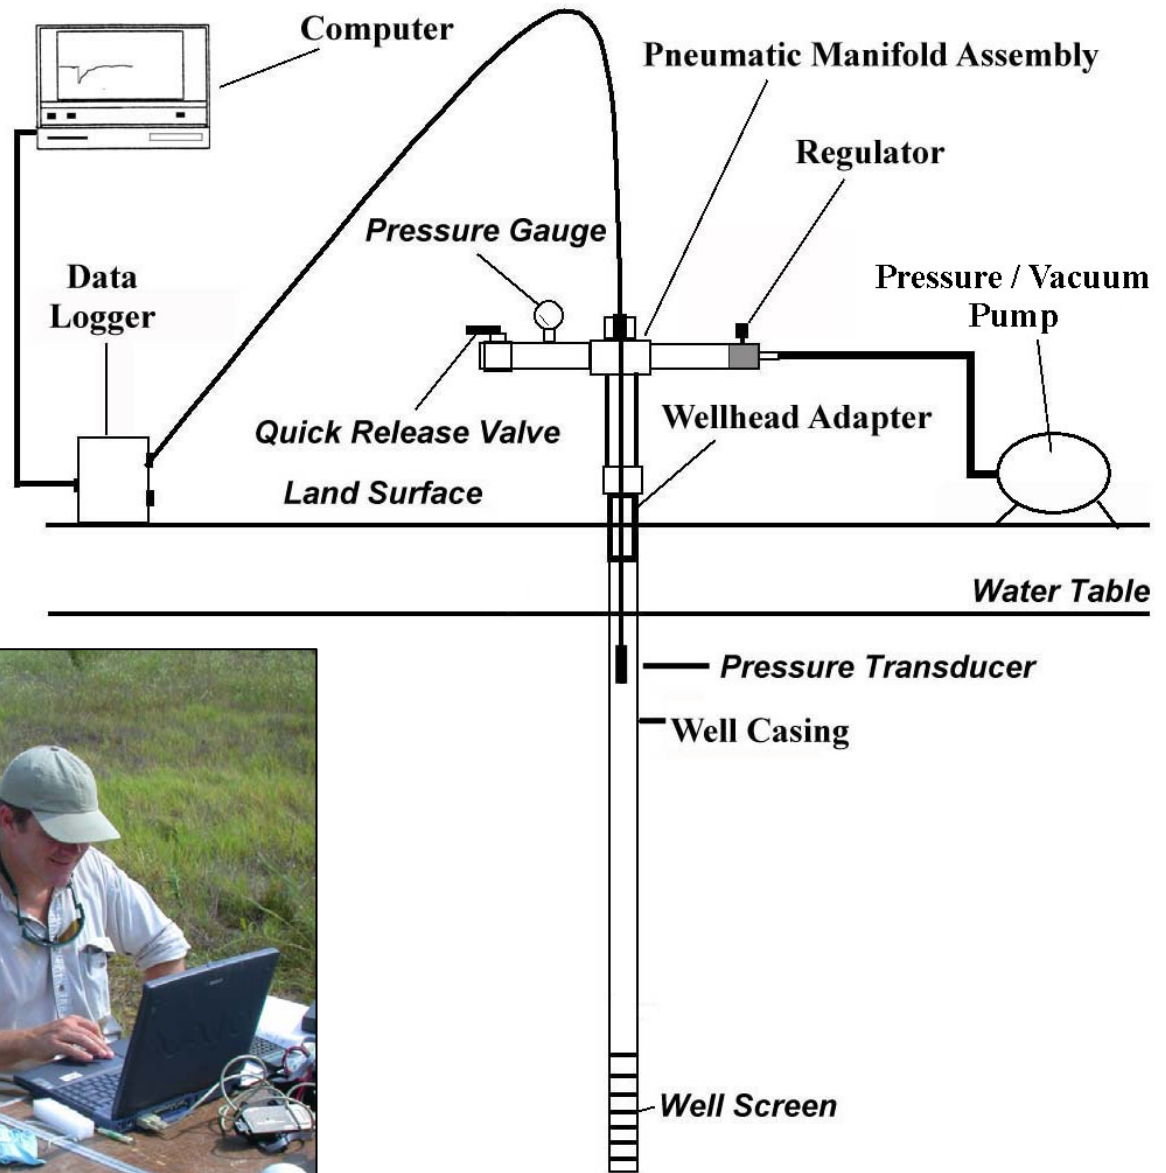 Computer
Pneumatic Manifold Assembly
Regulator
Pressure Gauge
Data
Logger
Pressure / Vacuum
Pump
Quick Release Valve
Wellhead Adapter
Land Surface
Water Table
Pressure Transducer
Well Casing
Well Screen